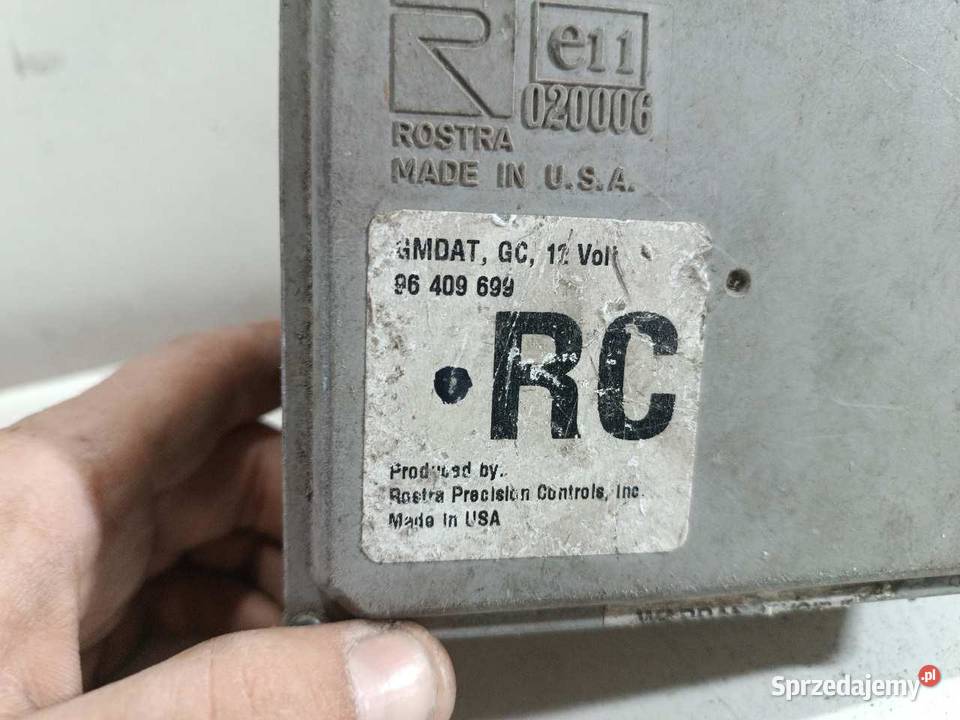 e11
020006
ROSTRA
MADE IN U.S.A.
GMDAT, GC, 12 Volt
96 409 699
RC
Produced by:
Rostra Precision Controls, Inc.
Made in USA
Sprzedajemy.pl